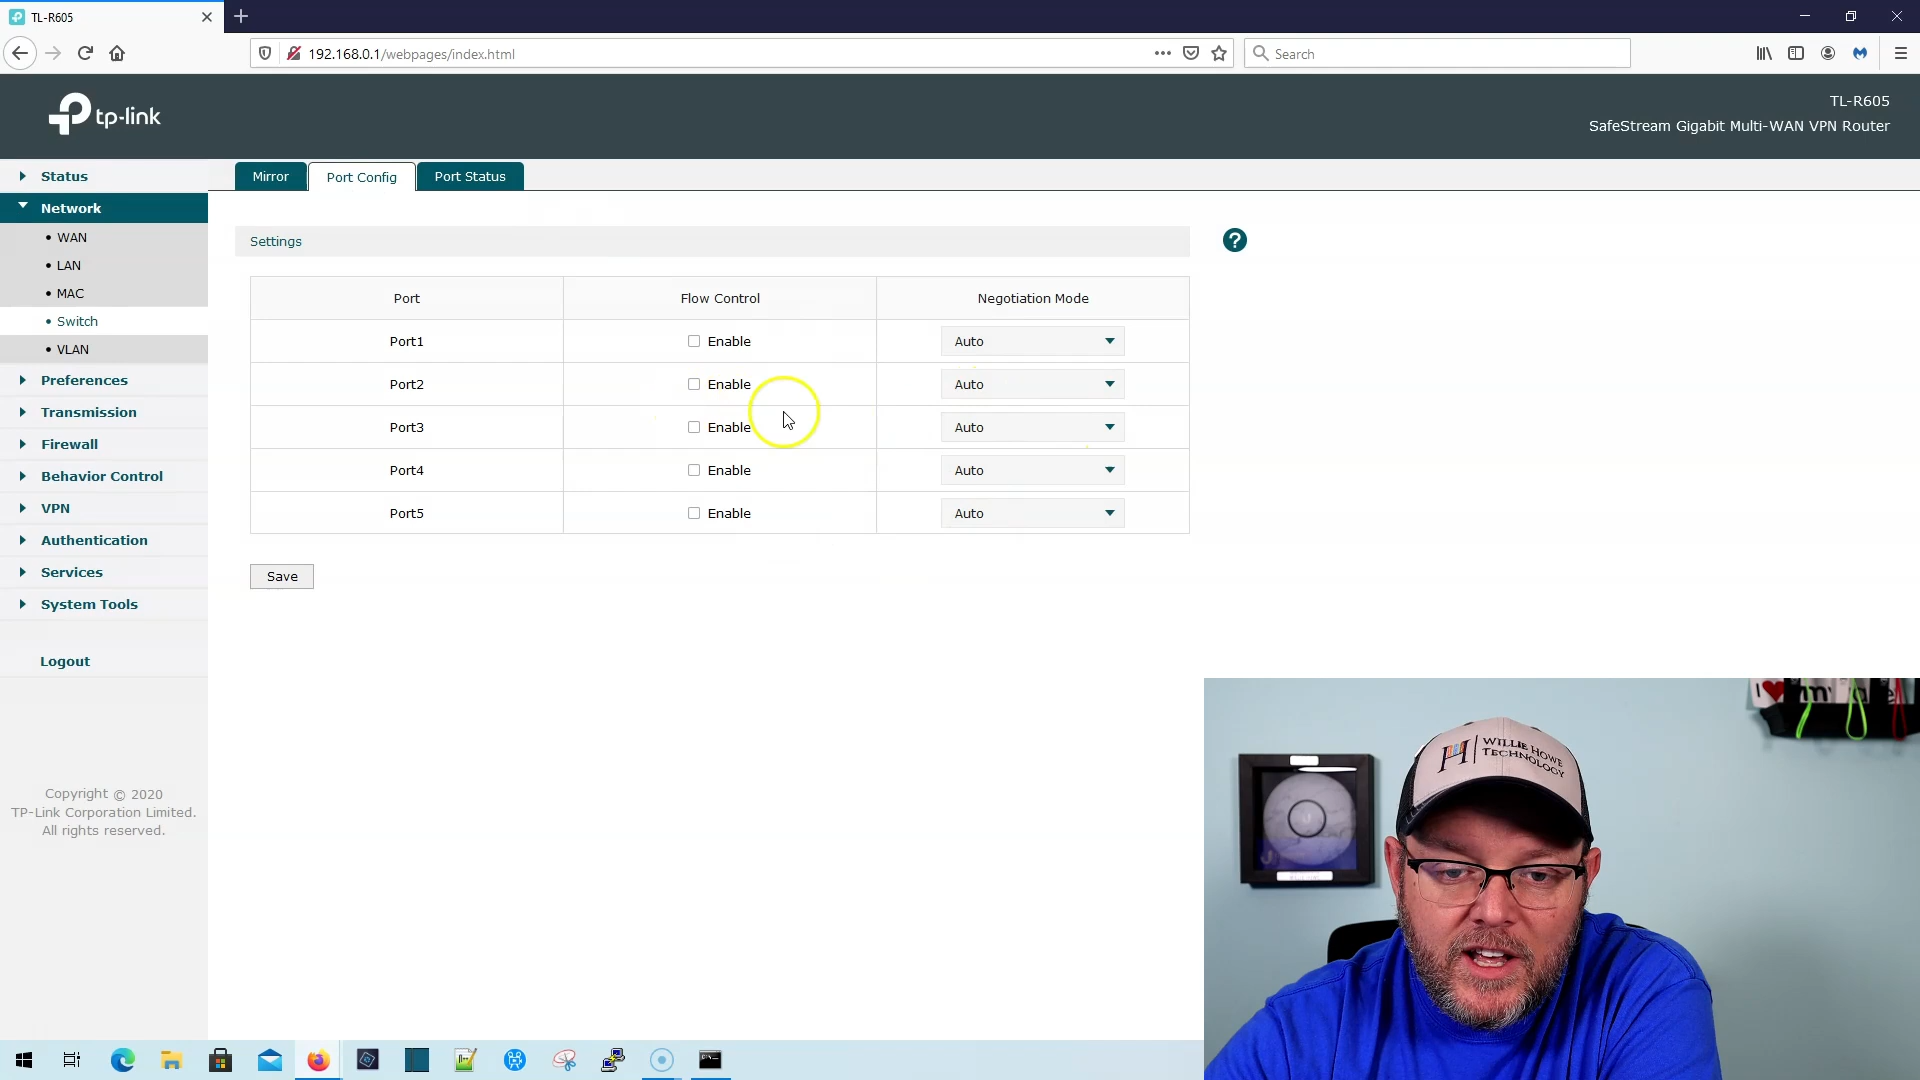 TL-R605
192.168.0.1/webpages/index.html
Search
tp-link
TL-R605
SafeStream Gigabit Multi-WAN VPN Router
Status
Network
WAN
LAN
MAC
Switch
VLAN
Preferences
Transmission
Firewall
Behavior Control
VPN
Authentication
Services
System Tools
Logout
Copyright © 2020
TP-Link Corporation Limited.
All rights reserved.
Mirror
Port Config
Port Status
Settings
?
Port Flow Control Negotiation Mode
Port1 Enable Auto
Port2 Enable Auto
Port3 Enable Auto
Port4 Enable Auto
Port5 Enable Auto
Save
H WILLIE HOWE
TECHNOLOGY